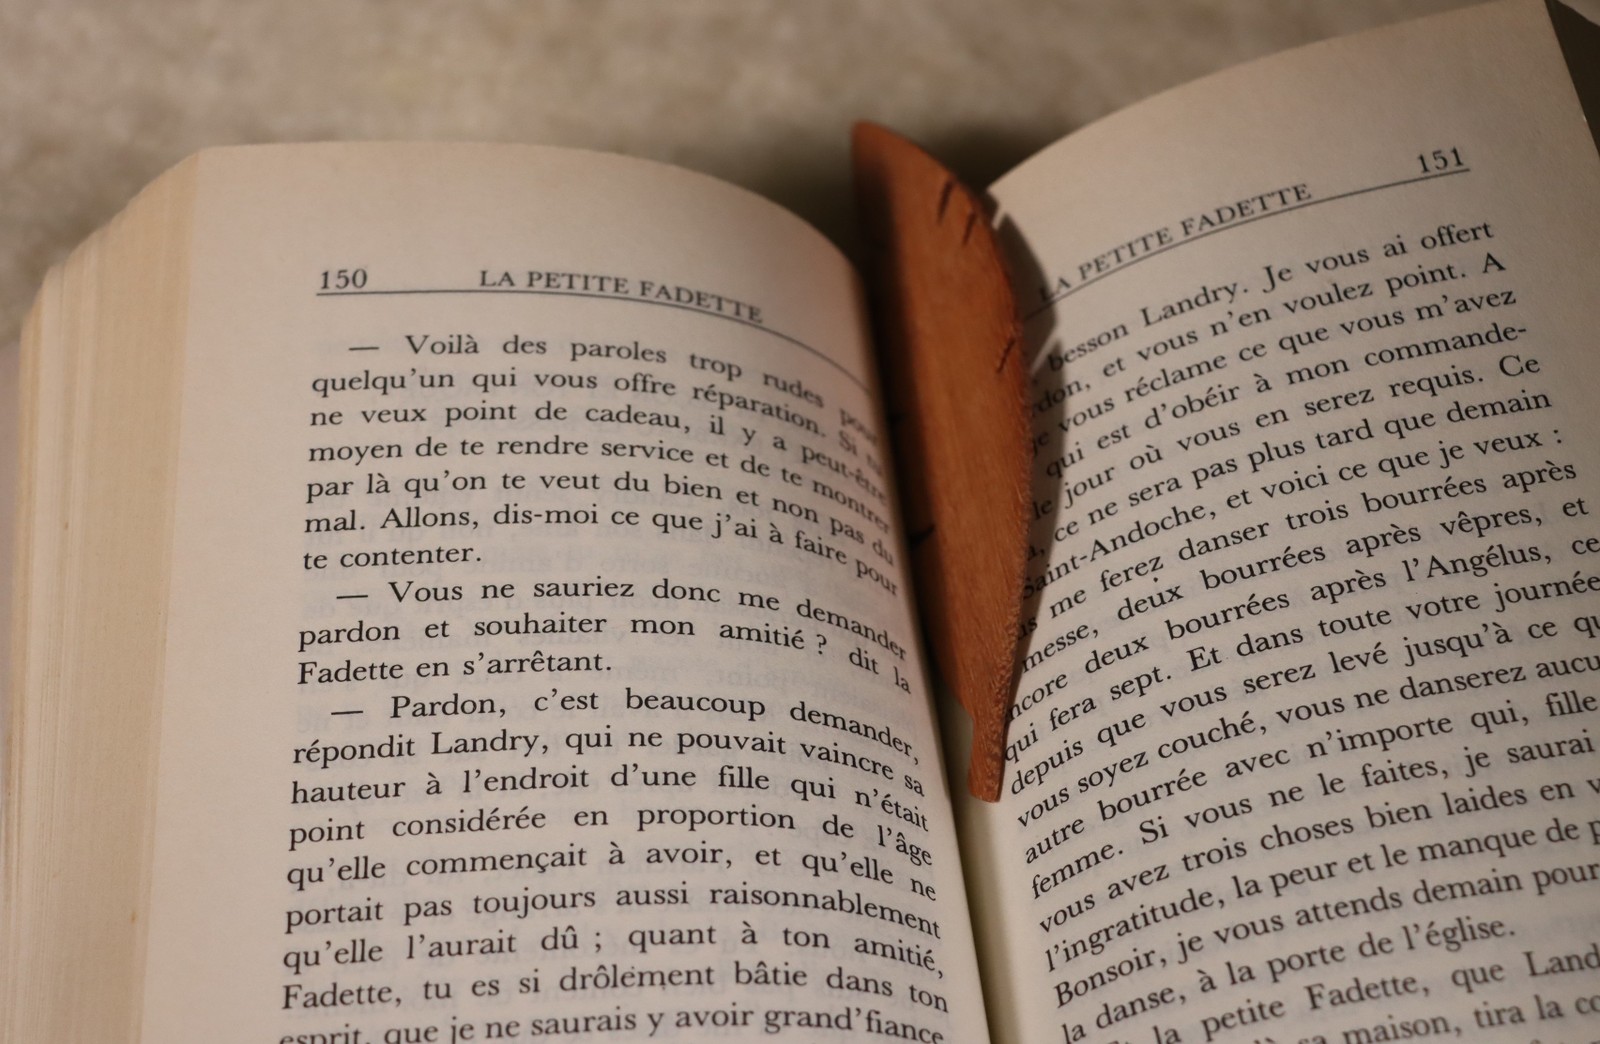 150
LA PETITE FADETTE
— Voilà des paroles trop rudes pour
quelqu'un qui vous offre réparation. Si tu
ne veux point de cadeau, il y a peut-être
moyen de te rendre service et de te montrer
par là qu'on te veut du bien et non pas du
mal. Allons, dis-moi ce que j'ai à faire pour
te contenter.
— Vous ne sauriez donc me demander
pardon et souhaiter mon amitié ? dit la
Fadette en s'arrêtant.
— Pardon, c'est beaucoup demander,
répondit Landry, qui ne pouvait vaincre sa
hauteur à l'endroit d'une fille qui n'était
point considérée en proportion de l'âge
qu'elle commençait à avoir, et qu'elle ne
portait pas toujours aussi raisonnablement
qu'elle l'aurait dû ; quant à ton amitié,
Fadette, tu es si drôlement bâtie dans ton
esprit, que je ne saurais y avoir grand'fiance
LA PETITE FADETTE
151
besson Landry. Je vous ai offert
et vous n'en voulez point. A
je vous réclame ce que vous m'avez
qui est d'obéir à mon commande-
le jour où vous en serez requis. Ce
ce ne sera pas plus tard que demain
Saint-Andoche, et voici ce que je veux :
me ferez danser trois bourrées après
messe, deux bourrées après vêpres, et
encore deux bourrées après l'Angélus, ce
qui fera sept. Et dans toute votre journée
depuis que vous serez levé jusqu'à ce
vous soyez couché, vous ne danserez
autre bourrée avec n'importe qui, fille
femme. Si vous ne le faites, je saurai
vous avez trois choses bien laides en
l'ingratitude, la peur et le manque de
Bonsoir, je vous attends demain pour
la danse, à la porte de l'église.
la petite Fadette, que
sa maison, tira la